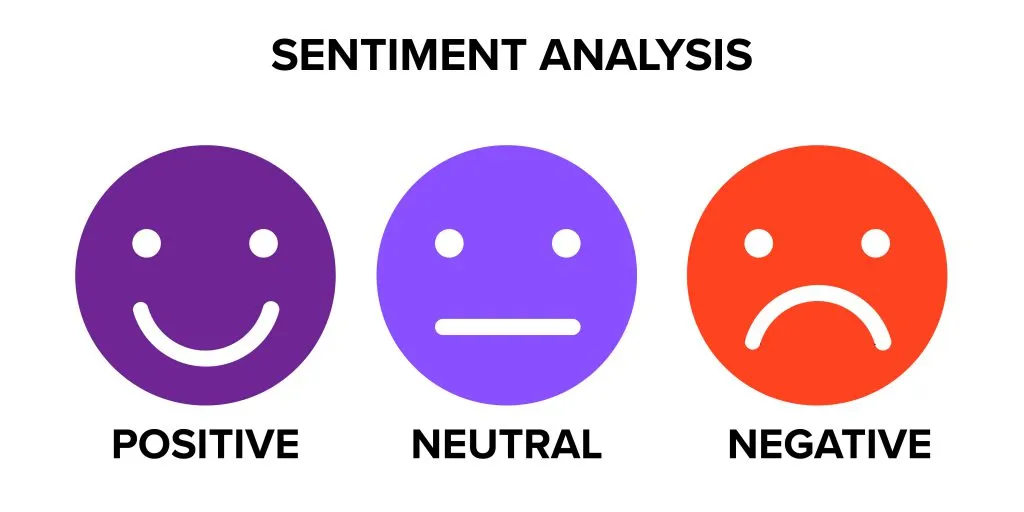 SENTIMENT ANALYSIS
POSITIVE
NEUTRAL
NEGATIVE